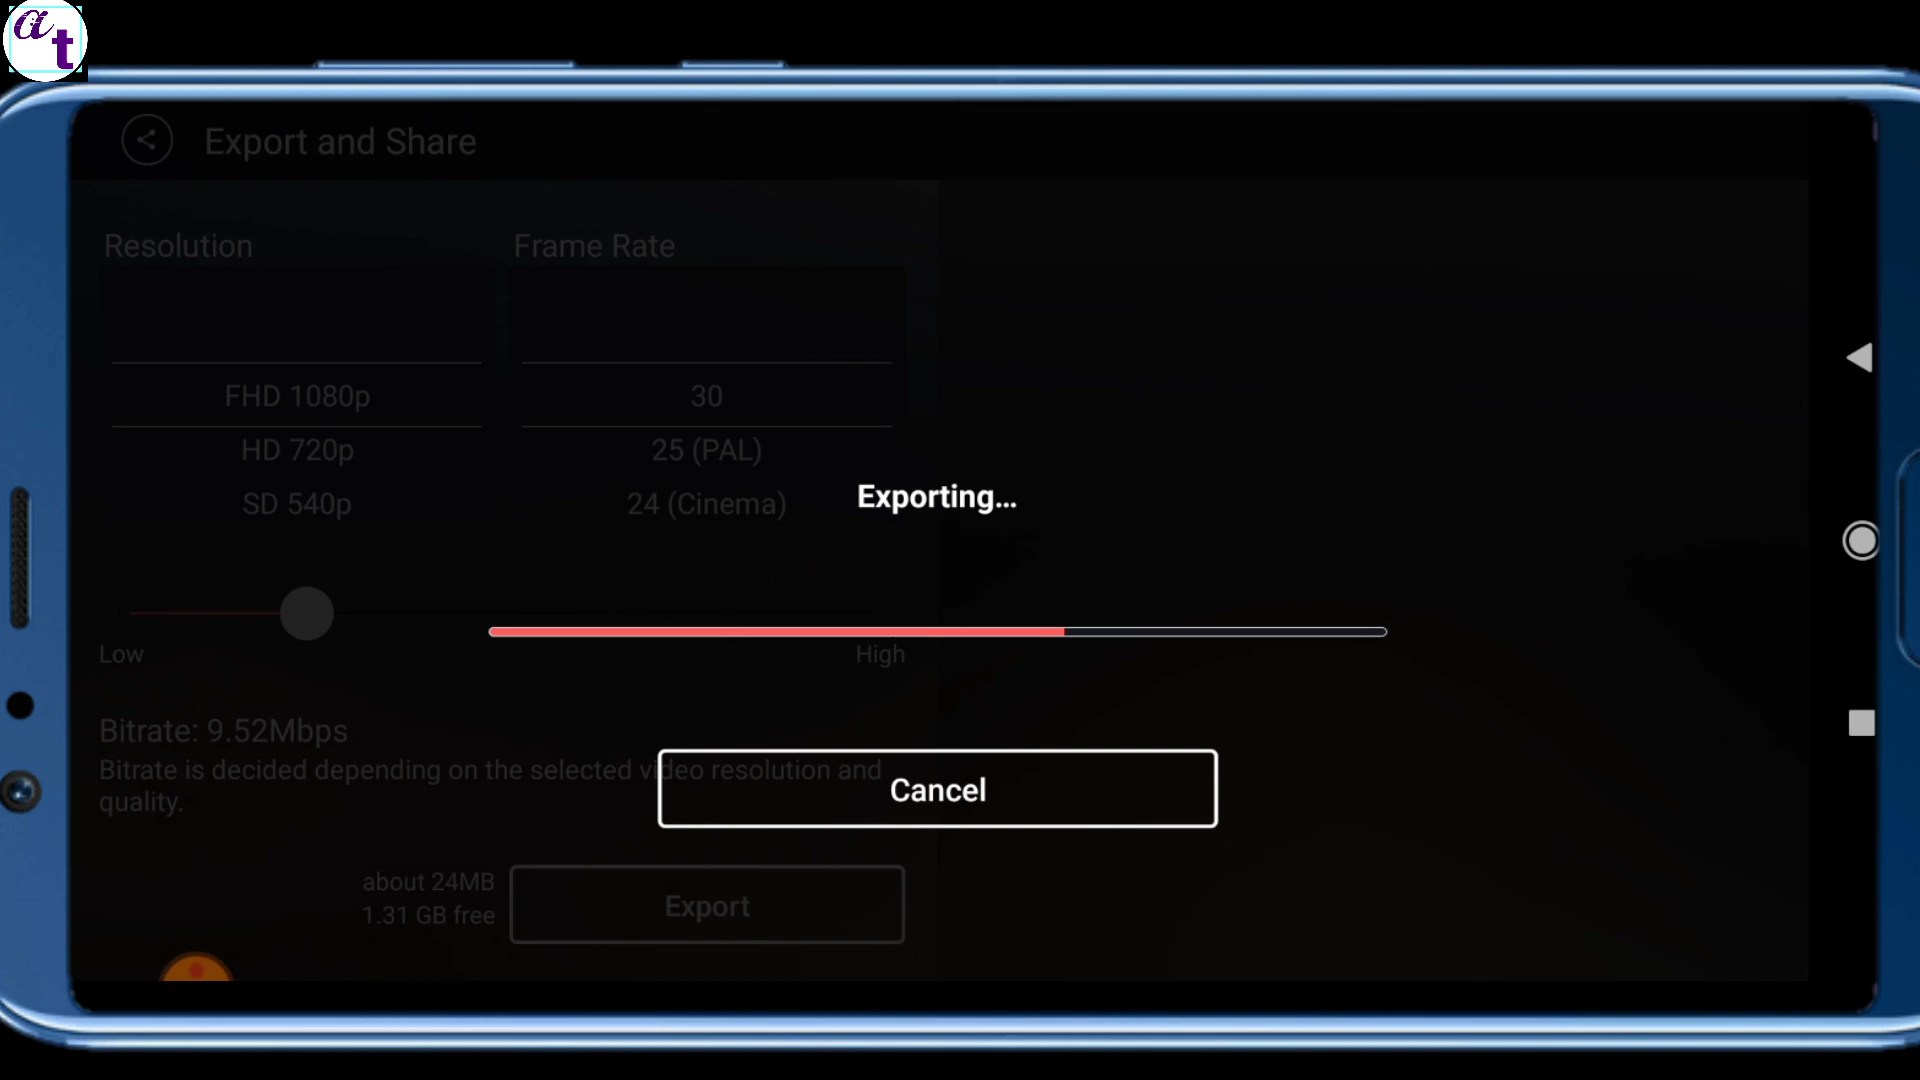 at
Export and Share
Resolution
Frame Rate
FHD 1080p
30
HD 720p
25 (PAL)
SD 540p
24 (Cinema)
Exporting...
Low
High
Bitrate: 9.52Mbps
Bitrate is decided depending on the selected video resolution and
quality.
Cancel
about 24MB
1.31 GB free
Export